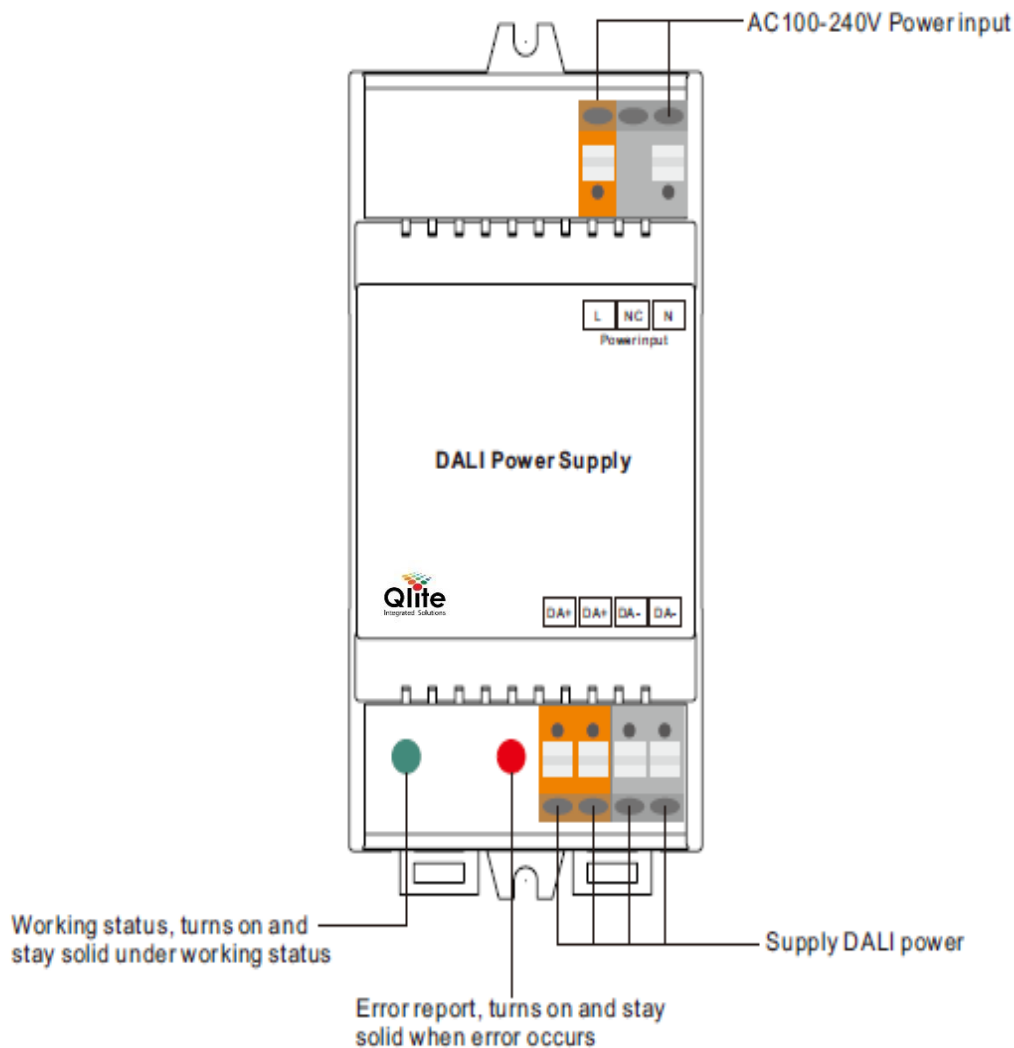 AC100-240V Power input
L NC N
Power input
DALI Power Supply
Qlite
Integrated Solutions
DA+ DA+ DA- DA-
Working status, turns on and
stay solid under working status
Supply DALI power
Error report, turns on and stay
solid when error occurs